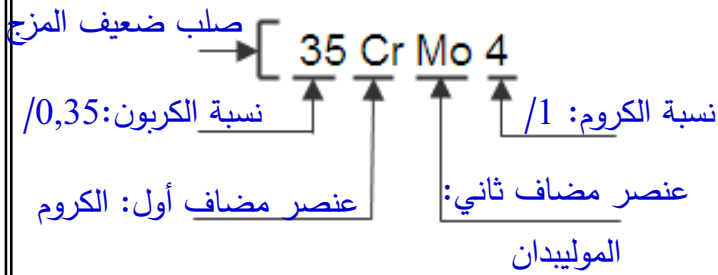 صلب ضعيف المزج
35 Cr Mo 4
نسبة الكربون:0,35/
نسبة الكروم: 1/
عنصر مضاف أول: الكروم
عنصر مضاف ثاني:
الموليبدان